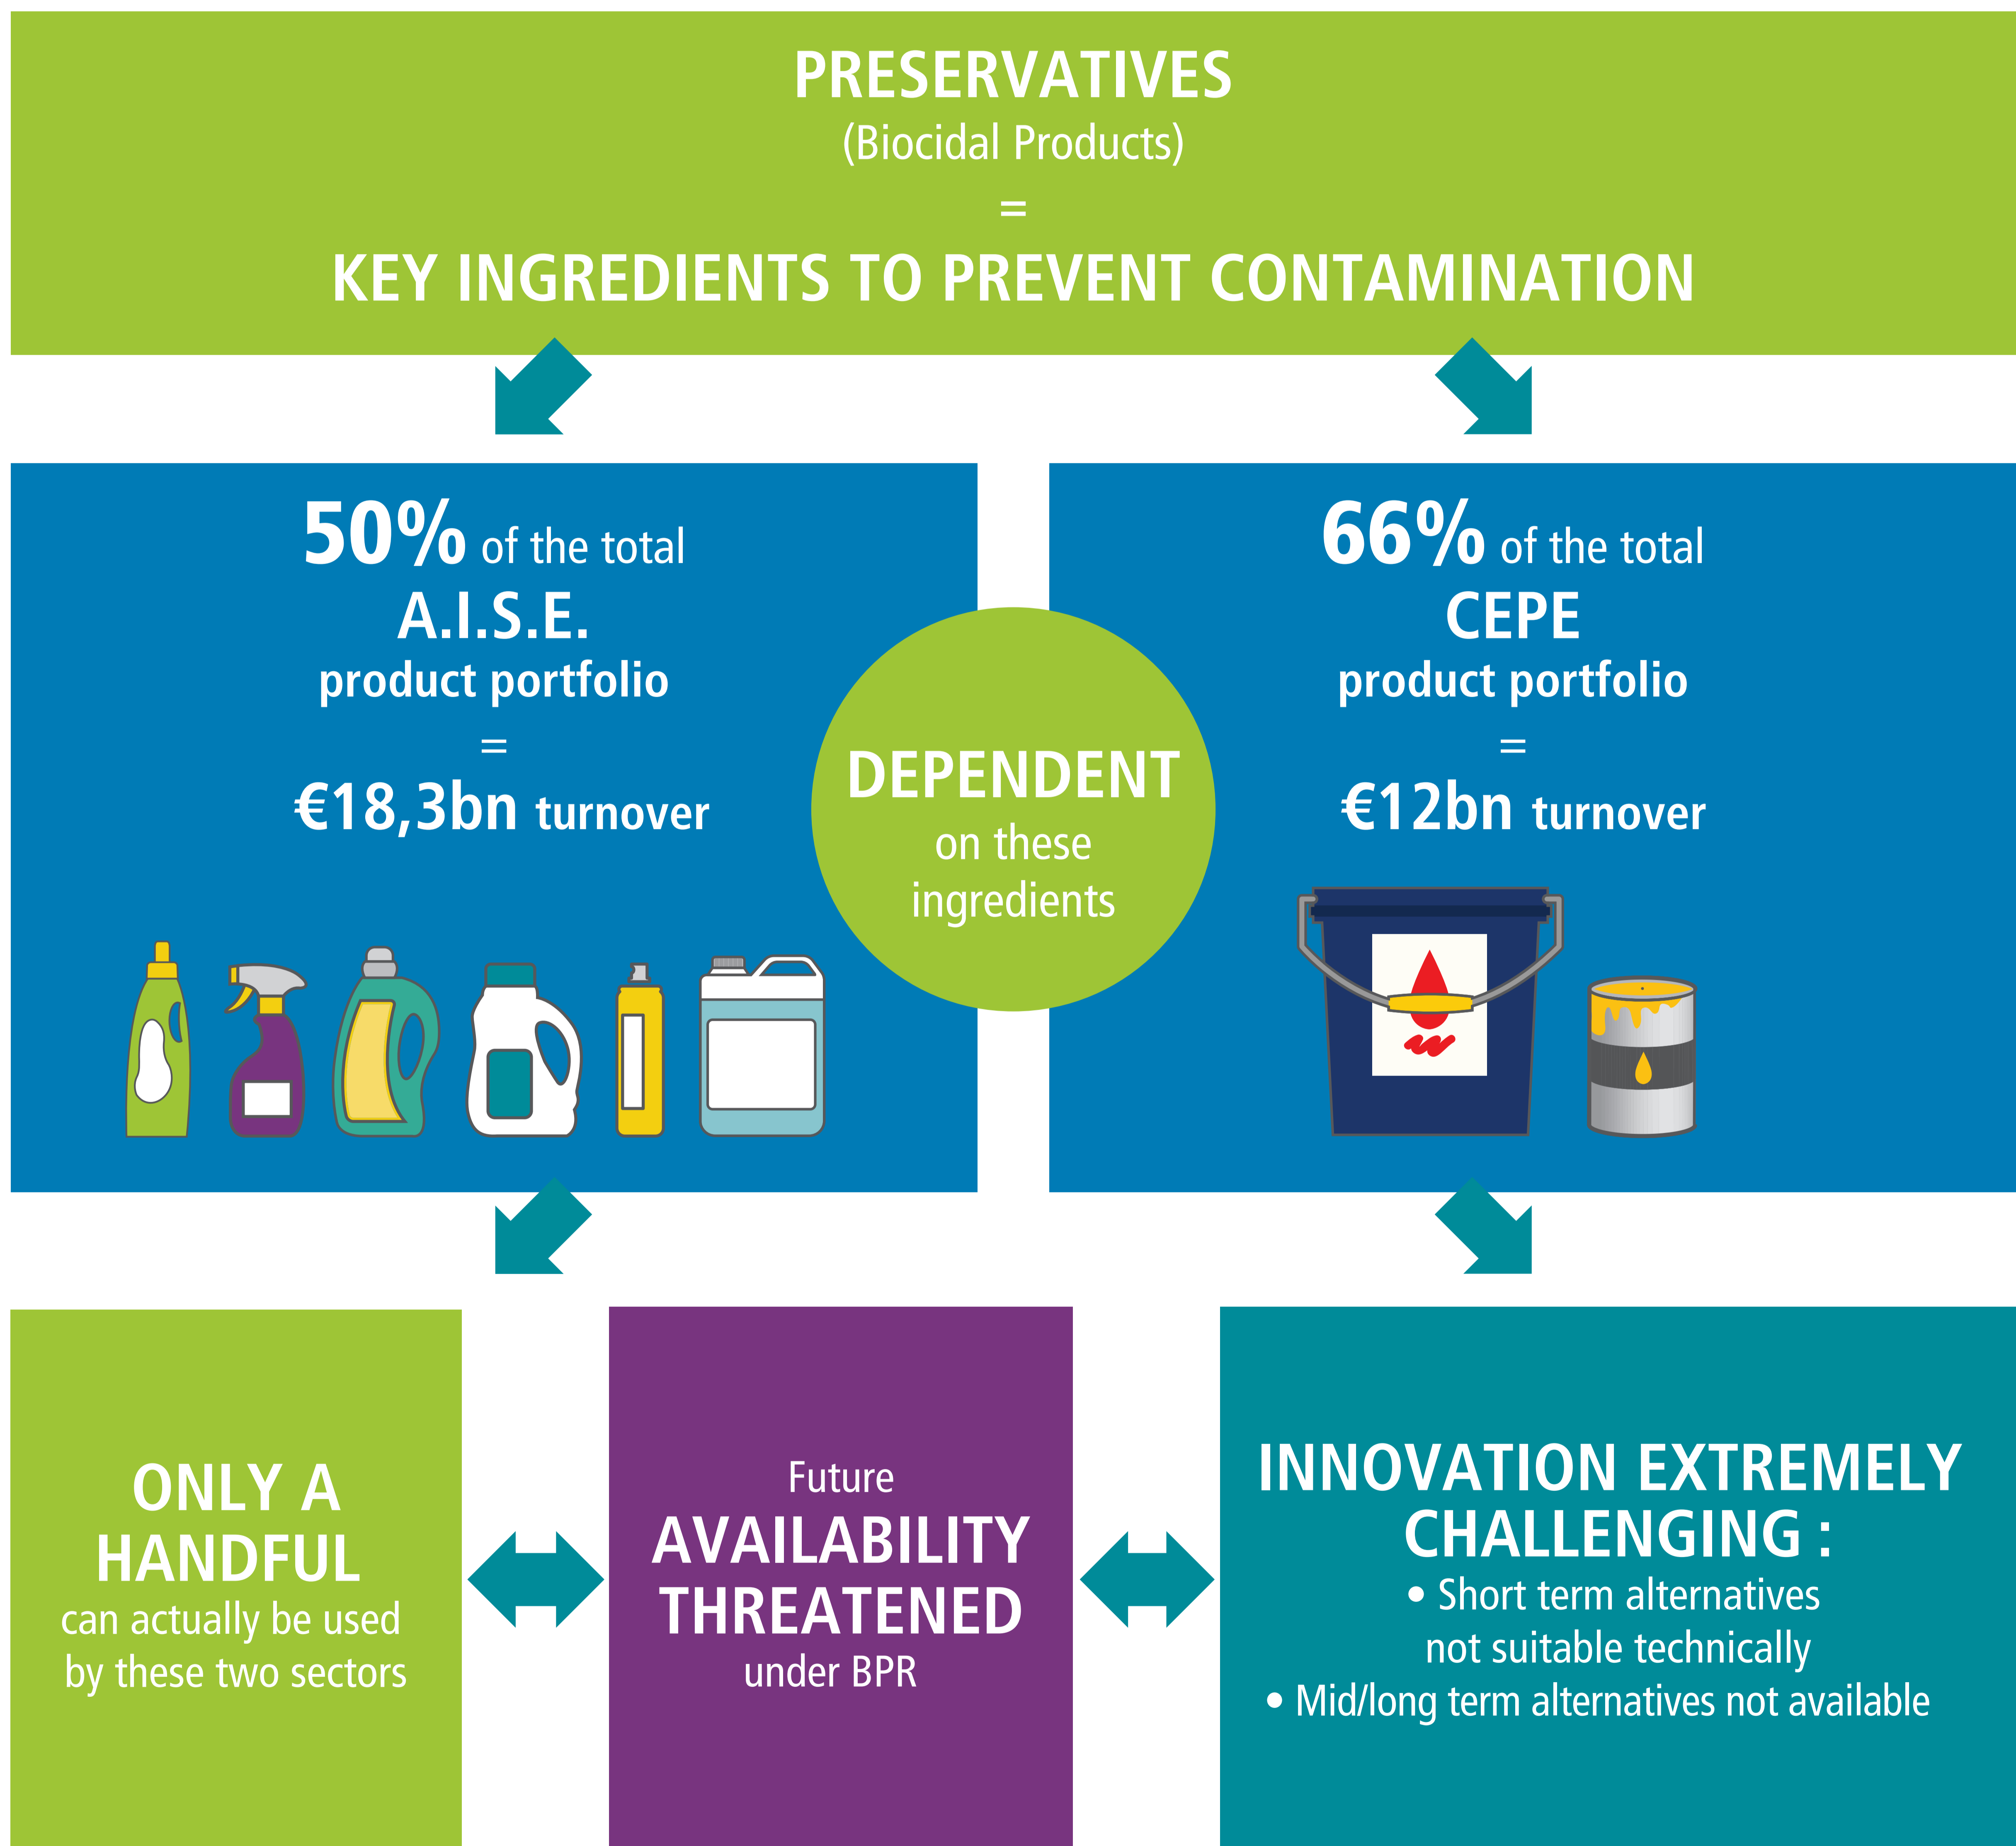 PRESERVATIVES
(Biocidal Products)
=
KEY INGREDIENTS TO PREVENT CONTAMINATION
50% of the total
A.I.S.E.
product portfolio
=
€18,3bn turnover
DEPENDENT
on these
ingredients
66% of the total
CEPE
product portfolio
=
€12bn turnover
ONLY A
HANDFUL
can actually be used
by these two sectors
Future
AVAILABILITY
THREATENED
under BPR
INNOVATION EXTREMELY
CHALLENGING :
• Short term alternatives
not suitable technically
• Mid/long term alternatives not available